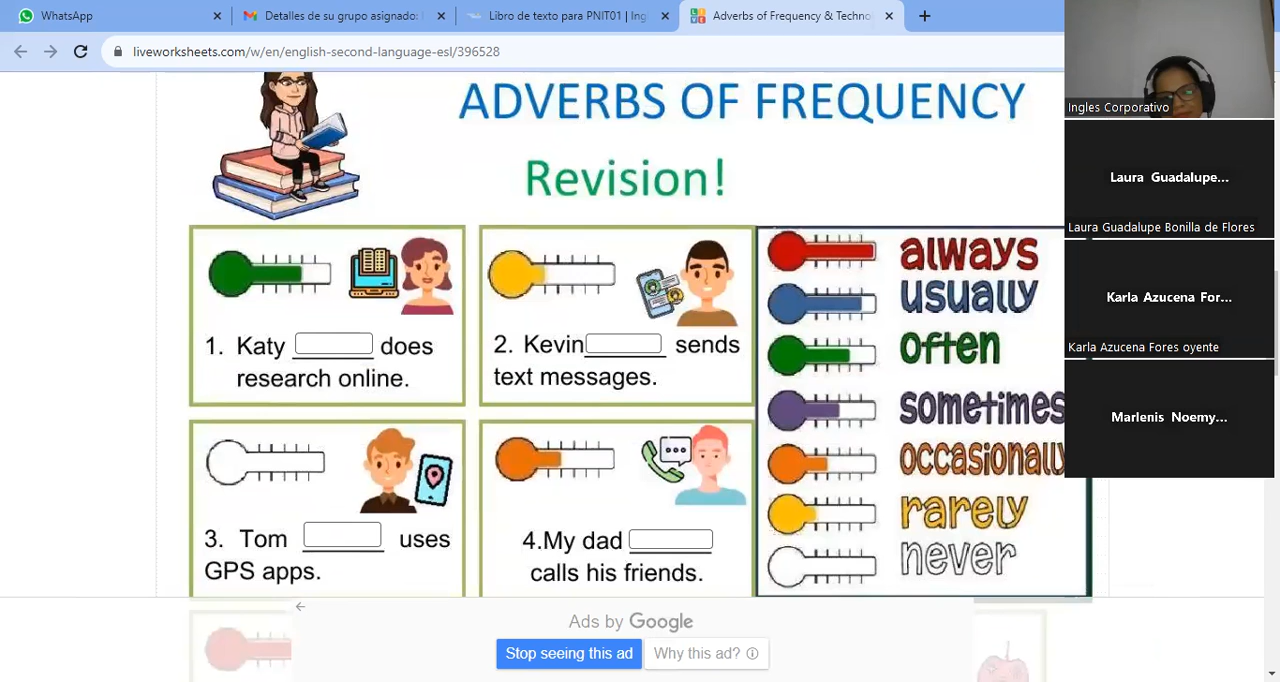 WhatsApp
Detalles de su grupo asignado:
Libro de texto para PNIT01 | Ing
Adverbs of Frequency & Techno
liveworksheets.com/w/en/english-second-language-esl/396528
ADVERBS OF FREQUENCY
Revision!
1. Katy does
research online.
2. Kevin sends
text messages.
3. Tom uses
GPS apps.
4.My dad
calls his friends.
always
usually
often
sometimes
occasionally
rarely
never
Ads by Google
Stop seeing this ad
Why this ad?
Ingles Corporativo
Laura Guadalupe...
Laura Guadalupe Bonilla de Flores
Karla Azucena For...
Karla Azucena Fores oyente
Marlenis Noemy...